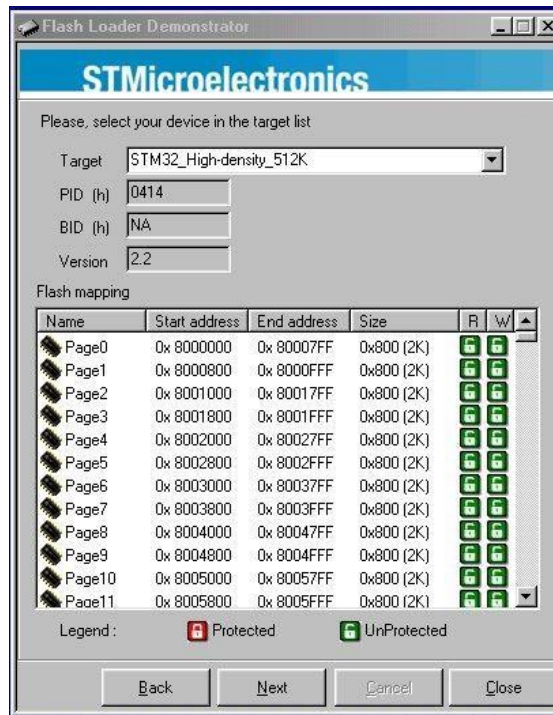 Flash Loader Demonstrator
STMicroelectronics
Please, select your device in the target list
Target STM32_High-density_512K
PID (h) 0414
BID (h) NA
Version 2.2
Flash mapping
Name Start address End address Size R W
Page0 0x 8000000 0x 80007FF 0x800 (2K)
Page1 0x 8000800 0x 8000FFF 0x800 (2K)
Page2 0x 8001000 0x 80017FF 0x800 (2K)
Page3 0x 8001800 0x 8001FFF 0x800 (2K)
Page4 0x 8002000 0x 80027FF 0x800 (2K)
Page5 0x 8002800 0x 8002FFF 0x800 (2K)
Page6 0x 8003000 0x 80037FF 0x800 (2K)
Page7 0x 8003800 0x 8003FFF 0x800 (2K)
Page8 0x 8004000 0x 80047FF 0x800 (2K)
Page9 0x 8004800 0x 8004FFF 0x800 (2K)
Page10 0x 8005000 0x 80057FF 0x800 (2K)
Page11 0x 8005800 0x 8005FFF 0x800 (2K)
Legend : Protected UnProtected
Back Next Cancel Close